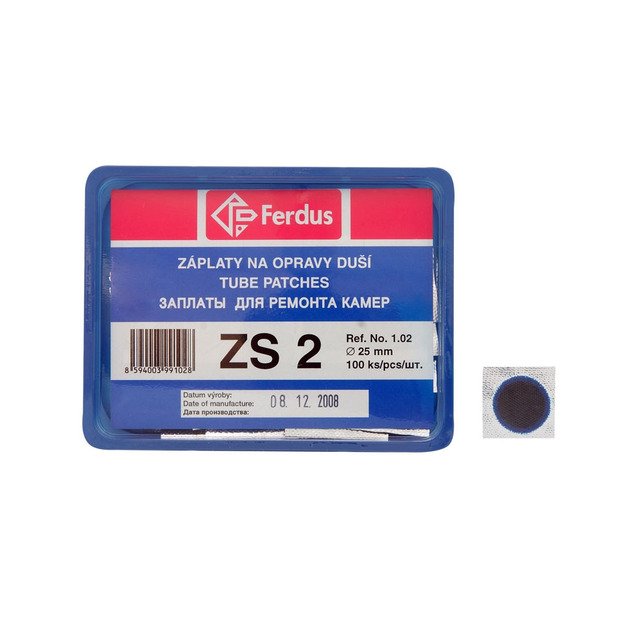 Ferdus
ZÁPLATY NA OPRAVY DUŠÍ
TUBE PATCHES
ЗАПЛАТЫ ДЛЯ РЕМОНТА КАМЕР
ZS 2
Ref. No. 1.02
Ø 25 mm
100 ks/pcs/шт.
8 594003 991028
Datum výroby:
Date of manufacture:
Дата производства:
08. 12. 2008